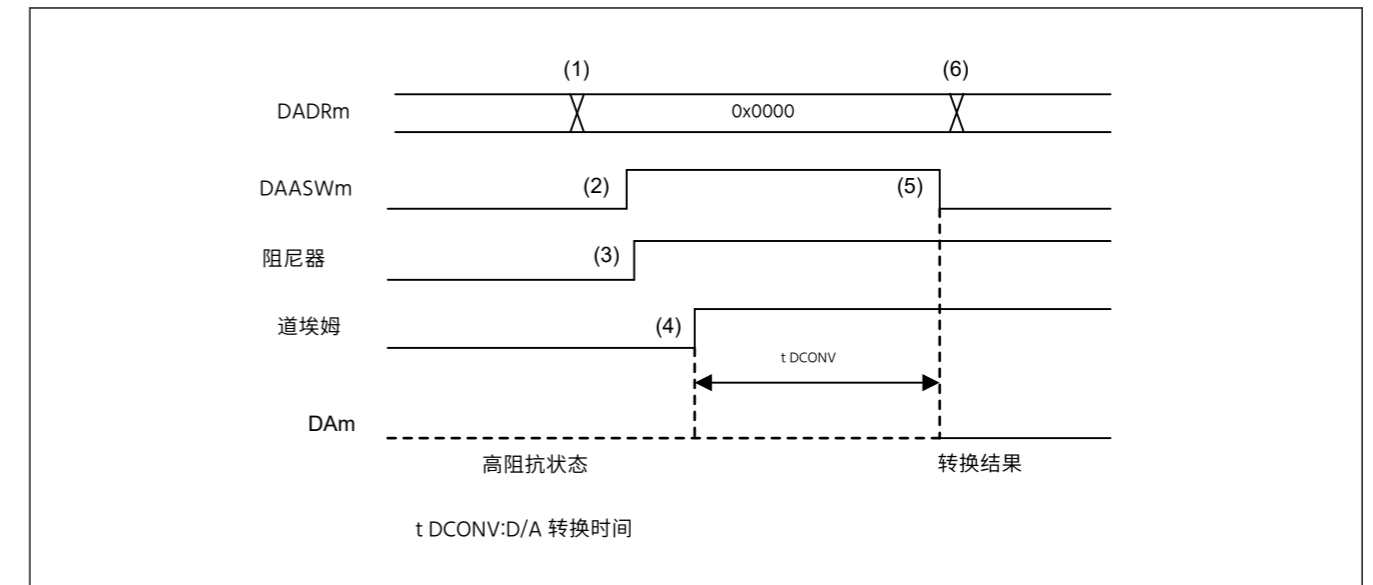 (1) (6)
DADRm 0x0000
DAASWm (2) (5)
阻尼器 (3)
道埃姆 (4)
t DCONV
DAm
高阻抗状态 转换结果
t DCONV:D/A 转换时间